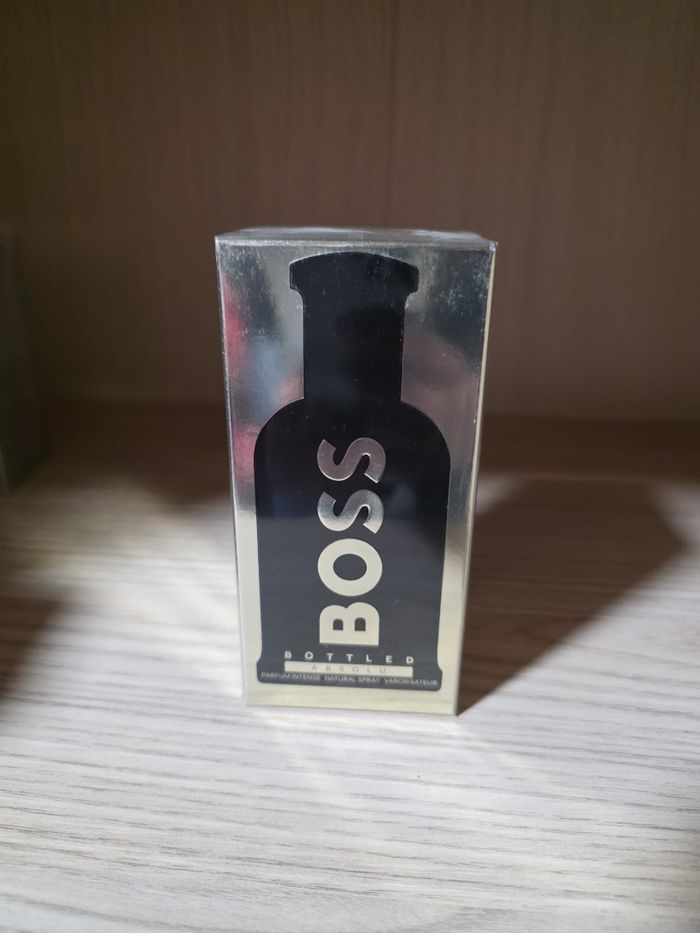 BOSS
BOTTLED
ABSOLU
PARFUM INTENSE NATURAL SPRAY VAPORISATEUR